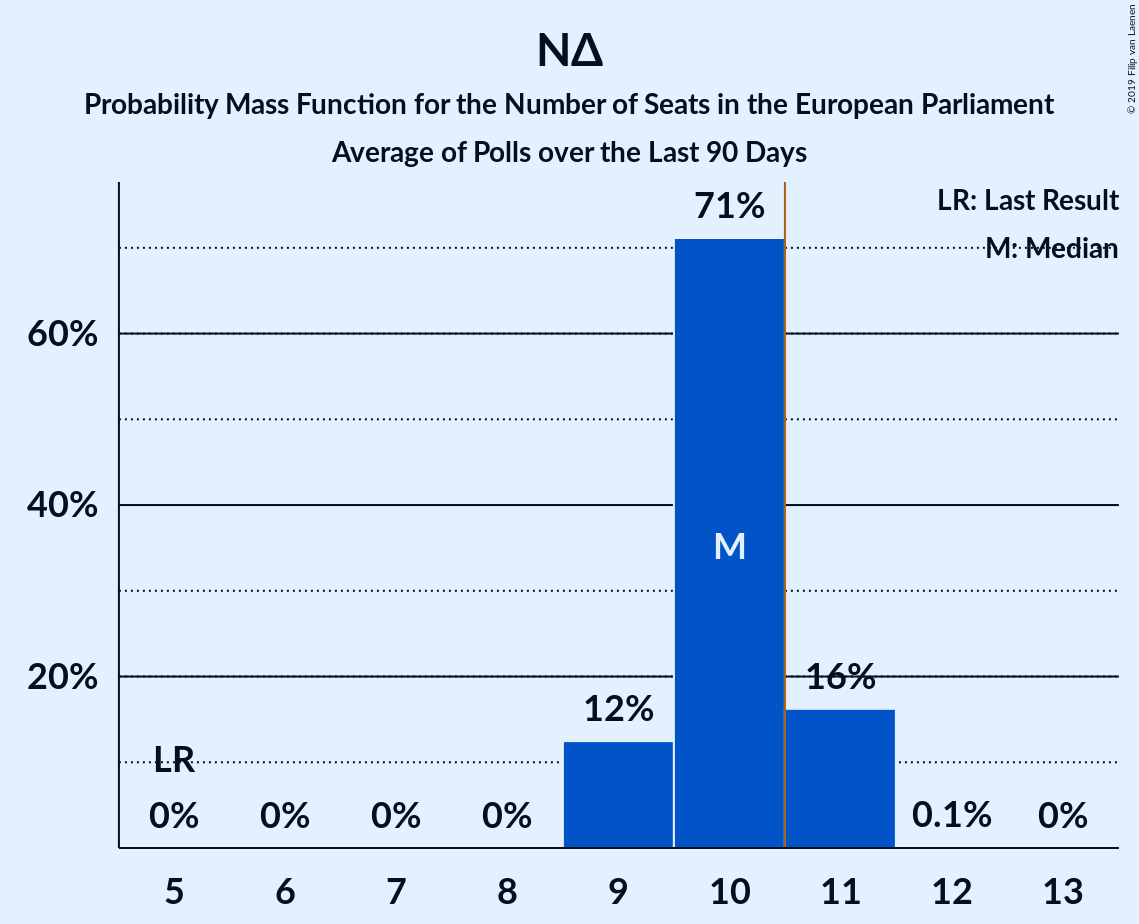 ΝΔ
Probability Mass Function for the Number of Seats in the European Parliament
Average of Polls over the Last 90 Days
© 2019 Filip van Laenen
LR: Last Result
M: Median
71%
60%
40%
M
20%
16%
12%
LR
0%
0%
0%
0%
0.1%
0%
5 6 7 8 9 10 11 12 13